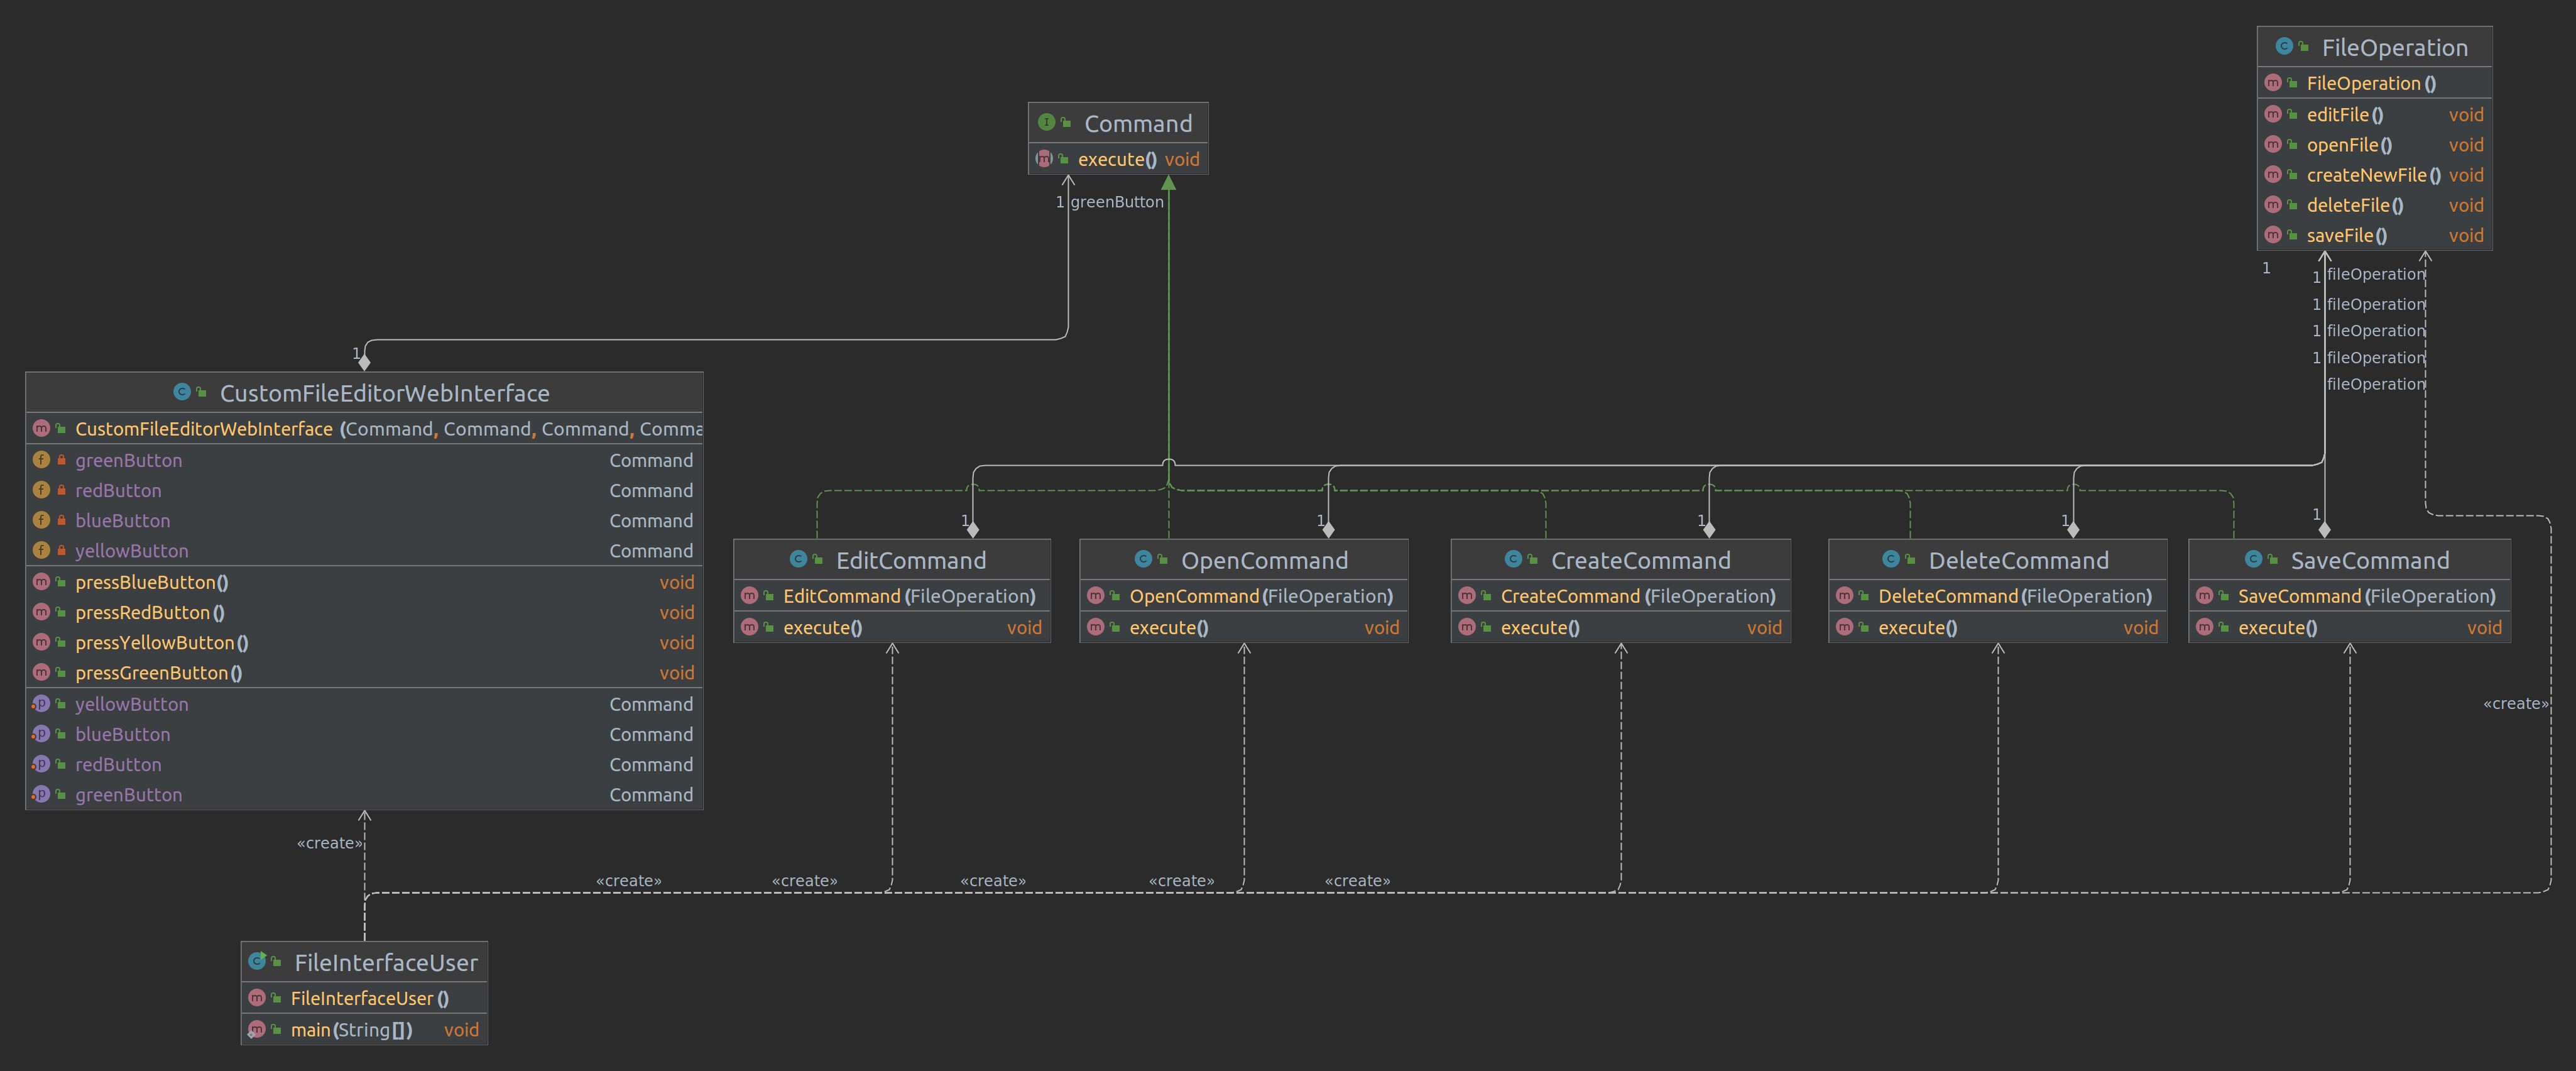 FileOperation
FileOperation()
editFile() void
openFile() void
createNewFile() void
deleteFile() void
saveFile() void
Command
execute() void
1 greenButton
1
1 fileOperation
1 fileOperation
1 fileOperation
1 fileOperation
fileOperation
1
CustomFileEditorWebInterface
CustomFileEditorWebInterface (Command, Command, Command, Comma
greenButton Command
redButton Command
blueButton Command
yellowButton Command
pressBlueButton() void
pressRedButton() void
pressYellowButton() void
pressGreenButton() void
yellowButton Command
blueButton Command
redButton Command
greenButton Command
1
EditCommand
EditCommand(FileOperation)
execute() void
1
OpenCommand
OpenCommand(FileOperation)
execute() void
1
CreateCommand
CreateCommand(FileOperation)
execute() void
1
DeleteCommand
DeleteCommand(FileOperation)
execute() void
1
SaveCommand
SaveCommand(FileOperation)
execute() void
«create»
«create»
«create» «create» «create» «create» «create»
FileInterfaceUser
FileInterfaceUser()
main(String[]) void